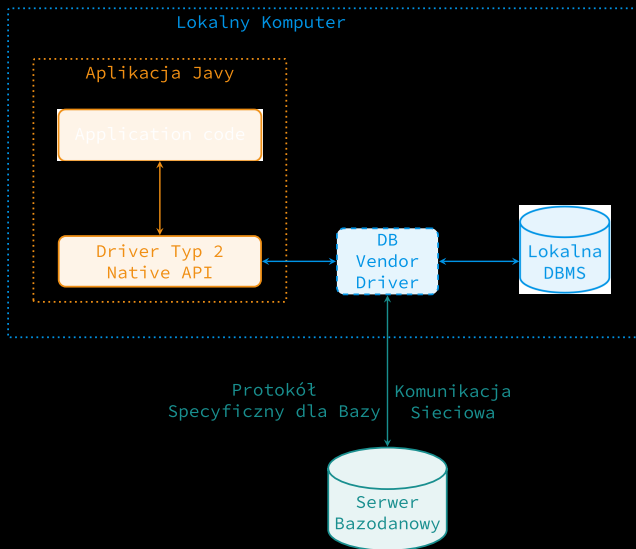 Lokalny Komputer
Aplikacja Javy
Application code
Driver Typ 2
Native API
DB
Vendor
Driver
Lokalna
DBMS
Protokół
Specyficzny dla Bazy
Komunikacja
Sieciowa
Serwer
Bazodanowy